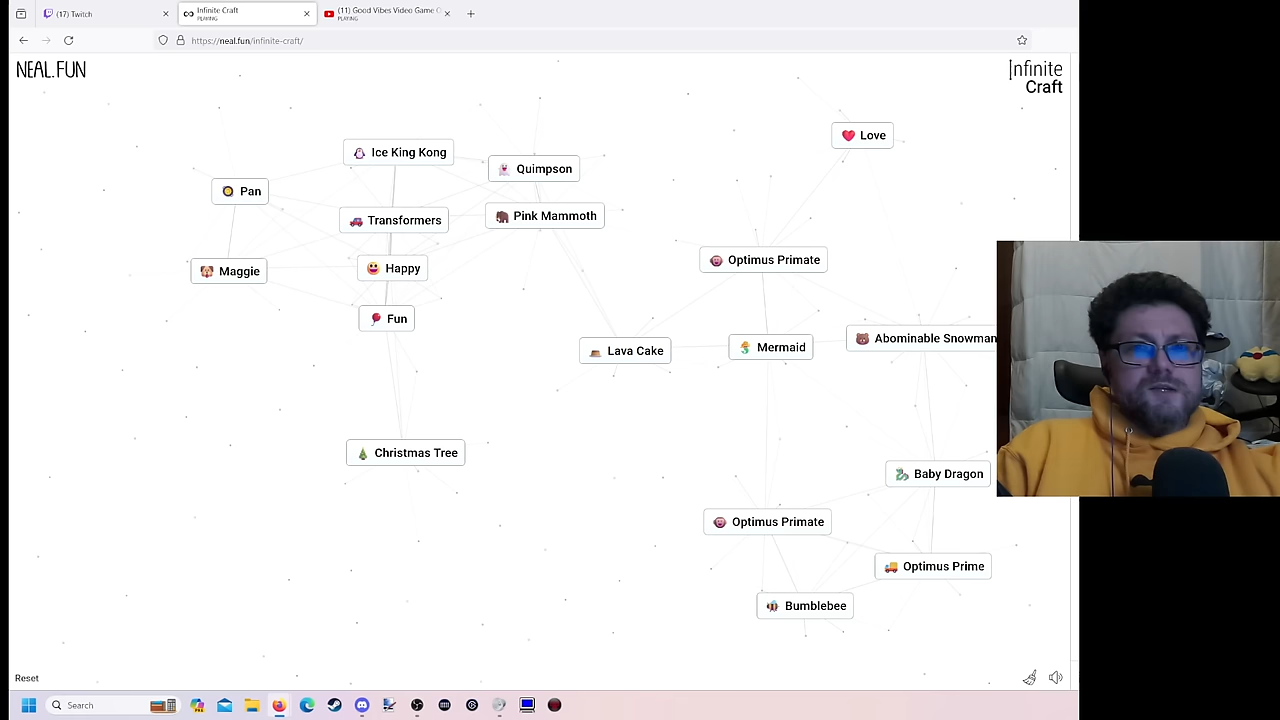 (17) Twitch
Infinite Craft
PLAYING
(11) Good Vibes Video Game
PLAYING
https://neal.fun/infinite-craft/
NEAL.FUN
Infinite
Craft
Love
Ice King Kong
Quimpson
Pan
Transformers
Pink Mammoth
Optimus Primate
Maggie
Happy
Fun
Lava Cake
Mermaid
Abominable Snowman
Christmas Tree
Baby Dragon
Optimus Primate
Optimus Prime
Bumblebee
Reset
Search